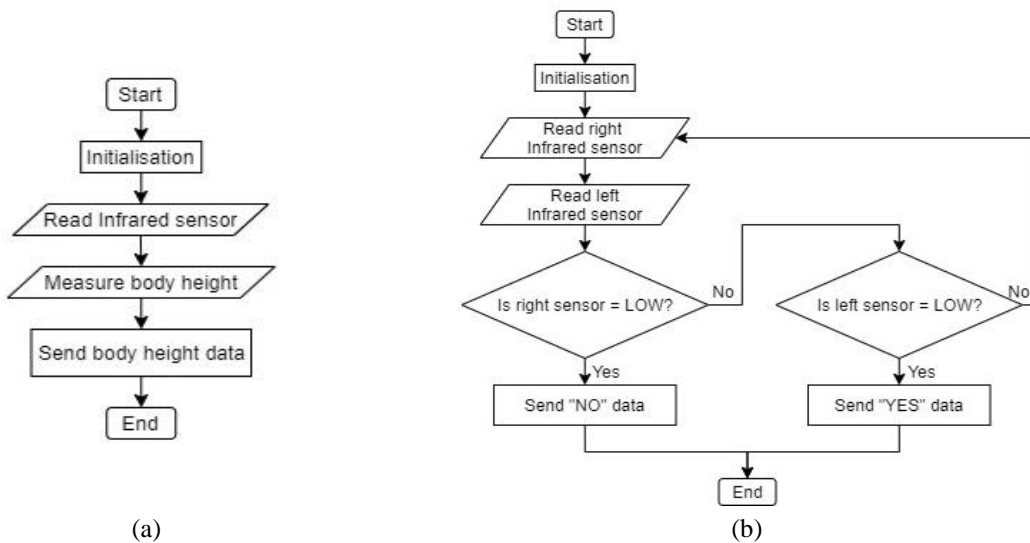 Start
Initialisation
Read Infrared sensor
Measure body height
Send body height data
End
(a)
Start
Initialisation
Read right
Infrared sensor
Read left
Infrared sensor
Is right sensor = LOW?
No
Is left sensor = LOW?
No
Yes
Yes
Send "NO" data
Send "YES" data
End
(b)